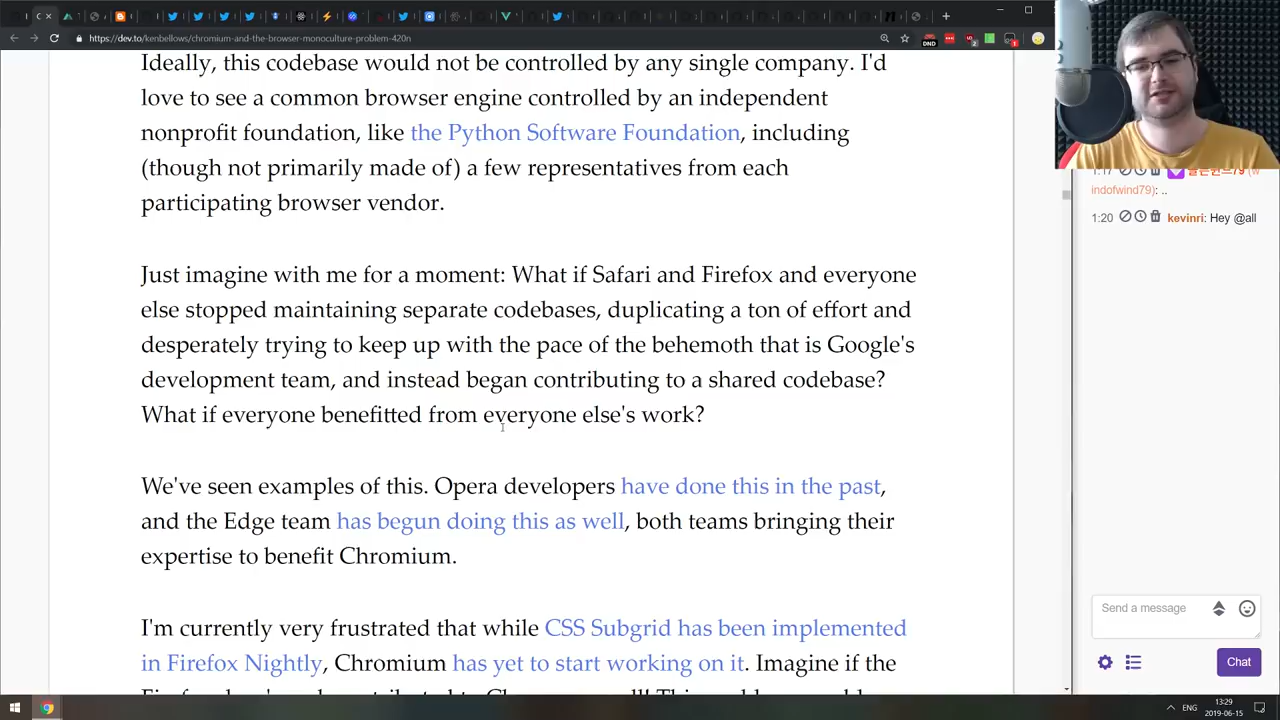 https://dev.to/kenbellows/chromium-and-the-browser-monoculture-problem-420n
DND
2
1
Ideally, this codebase would not be controlled by any single company. I'd
love to see a common browser engine controlled by an independent
nonprofit foundation, like the Python Software Foundation, including
(though not primarily made of) a few representatives from each
participating browser vendor.
Just imagine with me for a moment: What if Safari and Firefox and everyone
else stopped maintaining separate codebases, duplicating a ton of effort and
desperately trying to keep up with the pace of the behemoth that is Google's
development team, and instead began contributing to a shared codebase?
What if everyone benefitted from everyone else's work?
We've seen examples of this. Opera developers have done this in the past,
and the Edge team has begun doing this as well, both teams bringing their
expertise to benefit Chromium.
I'm currently very frustrated that while CSS Subgrid has been implemented
in Firefox Nightly, Chromium has yet to start working on it. Imagine if the
1:17 (w
indofwind79): ..
1:20 kevinri: Hey @all
Send a message
Chat
ENG
13:29
2019-06-15